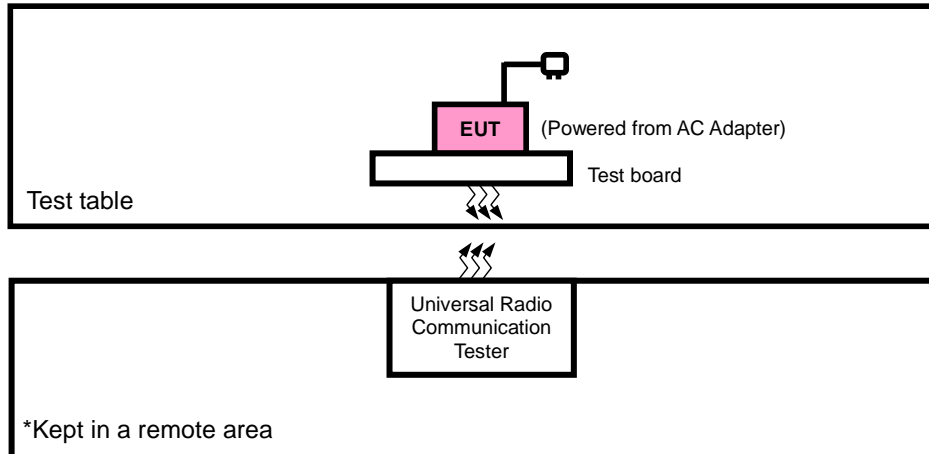 EUT
(Powered from AC Adapter)
Test board
Test table
Universal Radio
Communication
Tester
*Kept in a remote area